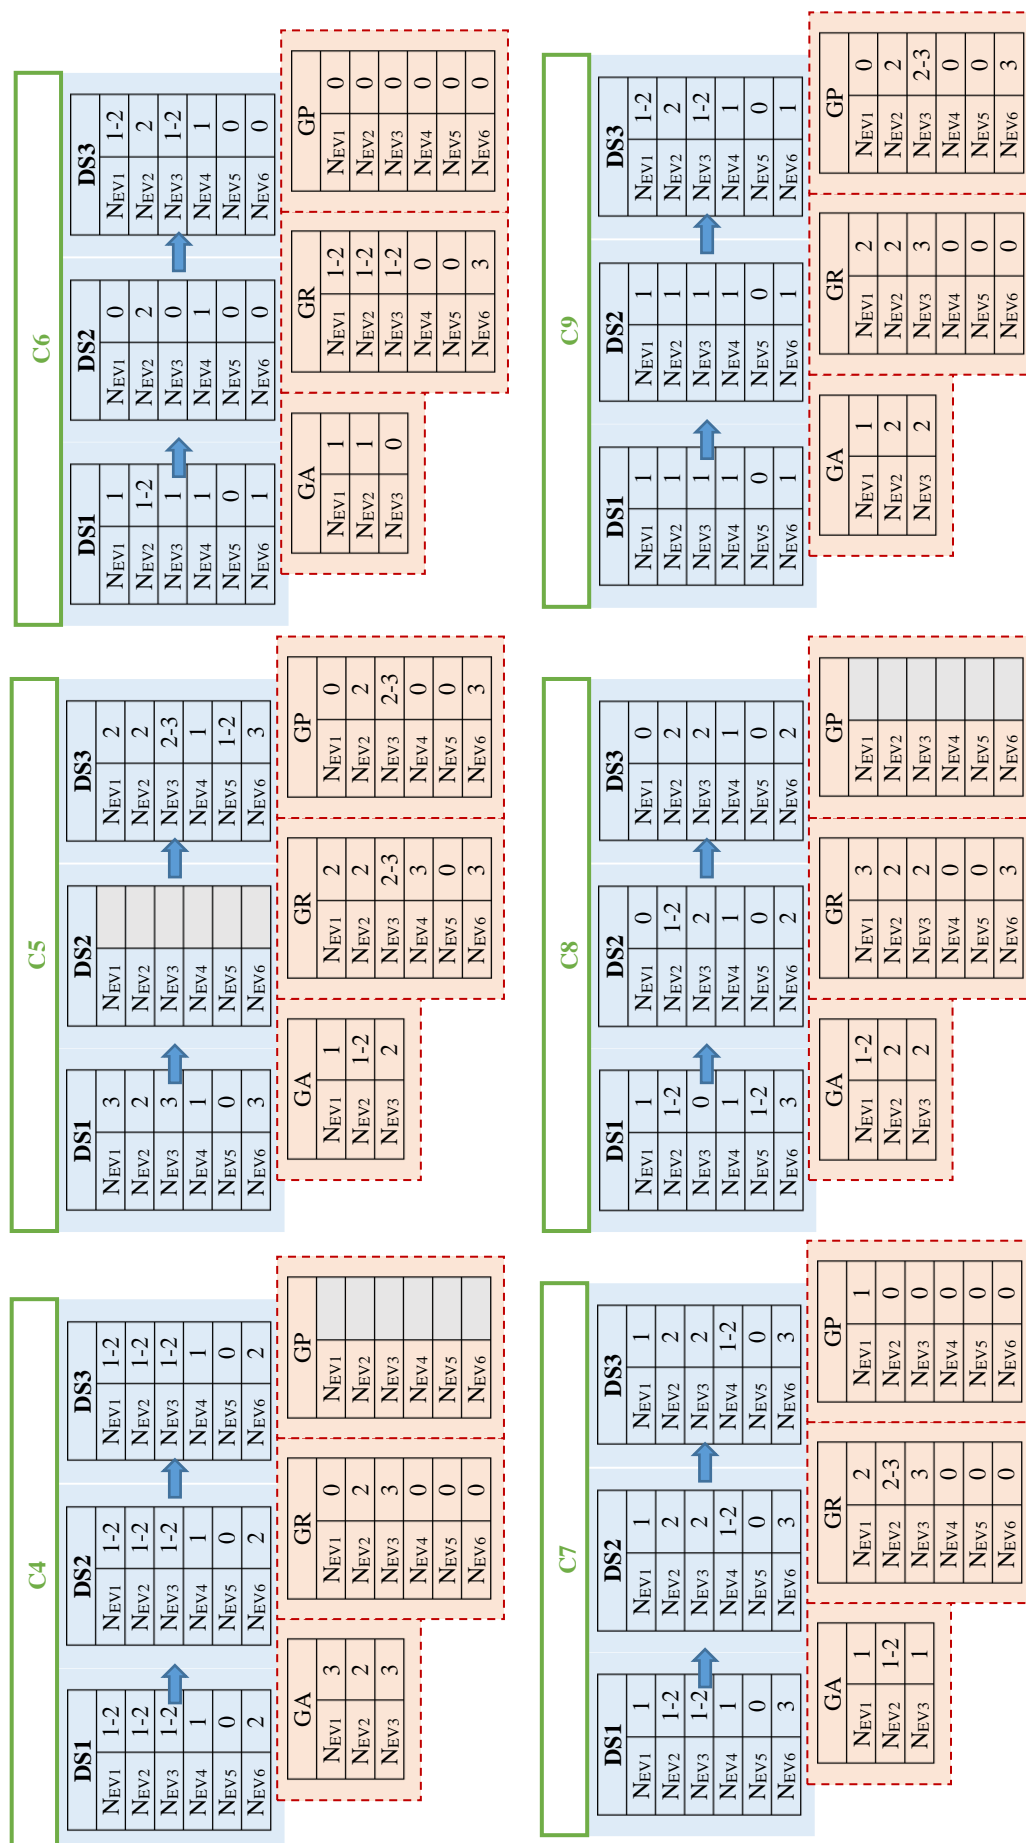 C4
DS1
NEV1 1-2
NEV2 1-2
NEV3 1-2
NEV4 1
NEV5 0
NEV6 2
DS2
NEV1 1-2
NEV2 1-2
NEV3 1-2
NEV4 1
NEV5 0
NEV6 2
DS3
NEV1 1-2
NEV2 1-2
NEV3 1-2
NEV4 1
NEV5 0
NEV6 2
GA
NEV1 3
NEV2 2
NEV3 3
GR
NEV1 0
NEV2 2
NEV3 3
NEV4 0
NEV5 0
NEV6 0
GP
NEV1
NEV2
NEV3
NEV4
NEV5
NEV6
C5
DS1
NEV1 3
NEV2 2
NEV3 3
NEV4 1
NEV5 0
NEV6 3
DS2
NEV1
NEV2
NEV3
NEV4
NEV5
NEV6
DS3
NEV1 2
NEV2 2
NEV3 2-3
NEV4 1
NEV5 1-2
NEV6 3
GA
NEV1 1
NEV2 1-2
NEV3 2
GR
NEV1 2
NEV2 2
NEV3 2-3
NEV4 3
NEV5 0
NEV6 3
GP
NEV1 0
NEV2 2
NEV3 2-3
NEV4 0
NEV5 0
NEV6 3
C6
DS1
NEV1 1
NEV2 1-2
NEV3 1
NEV4 1
NEV5 0
NEV6 1
DS2
NEV1 0
NEV2 2
NEV3 0
NEV4 1
NEV5 0
NEV6 0
DS3
NEV1 1-2
NEV2 2
NEV3 1-2
NEV4 1
NEV5 0
NEV6 0
GA
NEV1 1
NEV2 1
NEV3 0
GR
NEV1 1-2
NEV2 1-2
NEV3 1-2
NEV4 0
NEV5 0
NEV6 3
GP
NEV1 0
NEV2 0
NEV3 0
NEV4 0
NEV5 0
NEV6 0
C7
DS1
NEV1 1
NEV2 1-2
NEV3 1-2
NEV4 1
NEV5 0
NEV6 3
DS2
NEV1 1
NEV2 2
NEV3 2
NEV4 1-2
NEV5 0
NEV6 3
DS3
NEV1 1
NEV2 2
NEV3 2
NEV4 1-2
NEV5 0
NEV6 3
GA
NEV1 1
NEV2 1-2
NEV3 1
GR
NEV1 2
NEV2 2-3
NEV3 3
NEV4 0
NEV5 0
NEV6 0
GP
NEV1 1
NEV2 0
NEV3 0
NEV4 0
NEV5 0
NEV6 0
C8
DS1
NEV1 1
NEV2 1-2
NEV3 0
NEV4 1
NEV5 1-2
NEV6 3
DS2
NEV1 0
NEV2 1-2
NEV3 2
NEV4 1
NEV5 0
NEV6 2
DS3
NEV1 0
NEV2 2
NEV3 2
NEV4 1
NEV5 0
NEV6 2
GA
NEV1 1-2
NEV2 2
NEV3 2
GR
NEV1 3
NEV2 2
NEV3 2
NEV4 0
NEV5 0
NEV6 3
GP
NEV1
NEV2
NEV3
NEV4
NEV5
NEV6
C9
DS1
NEV1 1
NEV2 1
NEV3 1
NEV4 1
NEV5 0
NEV6 1
DS2
NEV1 1
NEV2 1
NEV3 1
NEV4 1
NEV5 0
NEV6 1
DS3
NEV1 1-2
NEV2 2
NEV3 1-2
NEV4 1
NEV5 0
NEV6 1
GA
NEV1 1
NEV2 2
NEV3 2
GR
NEV1 2
NEV2 2
NEV3 3
NEV4 0
NEV5 0
NEV6 0
GP
NEV1 0
NEV2 2
NEV3 2-3
NEV4 0
NEV5 0
NEV6 3